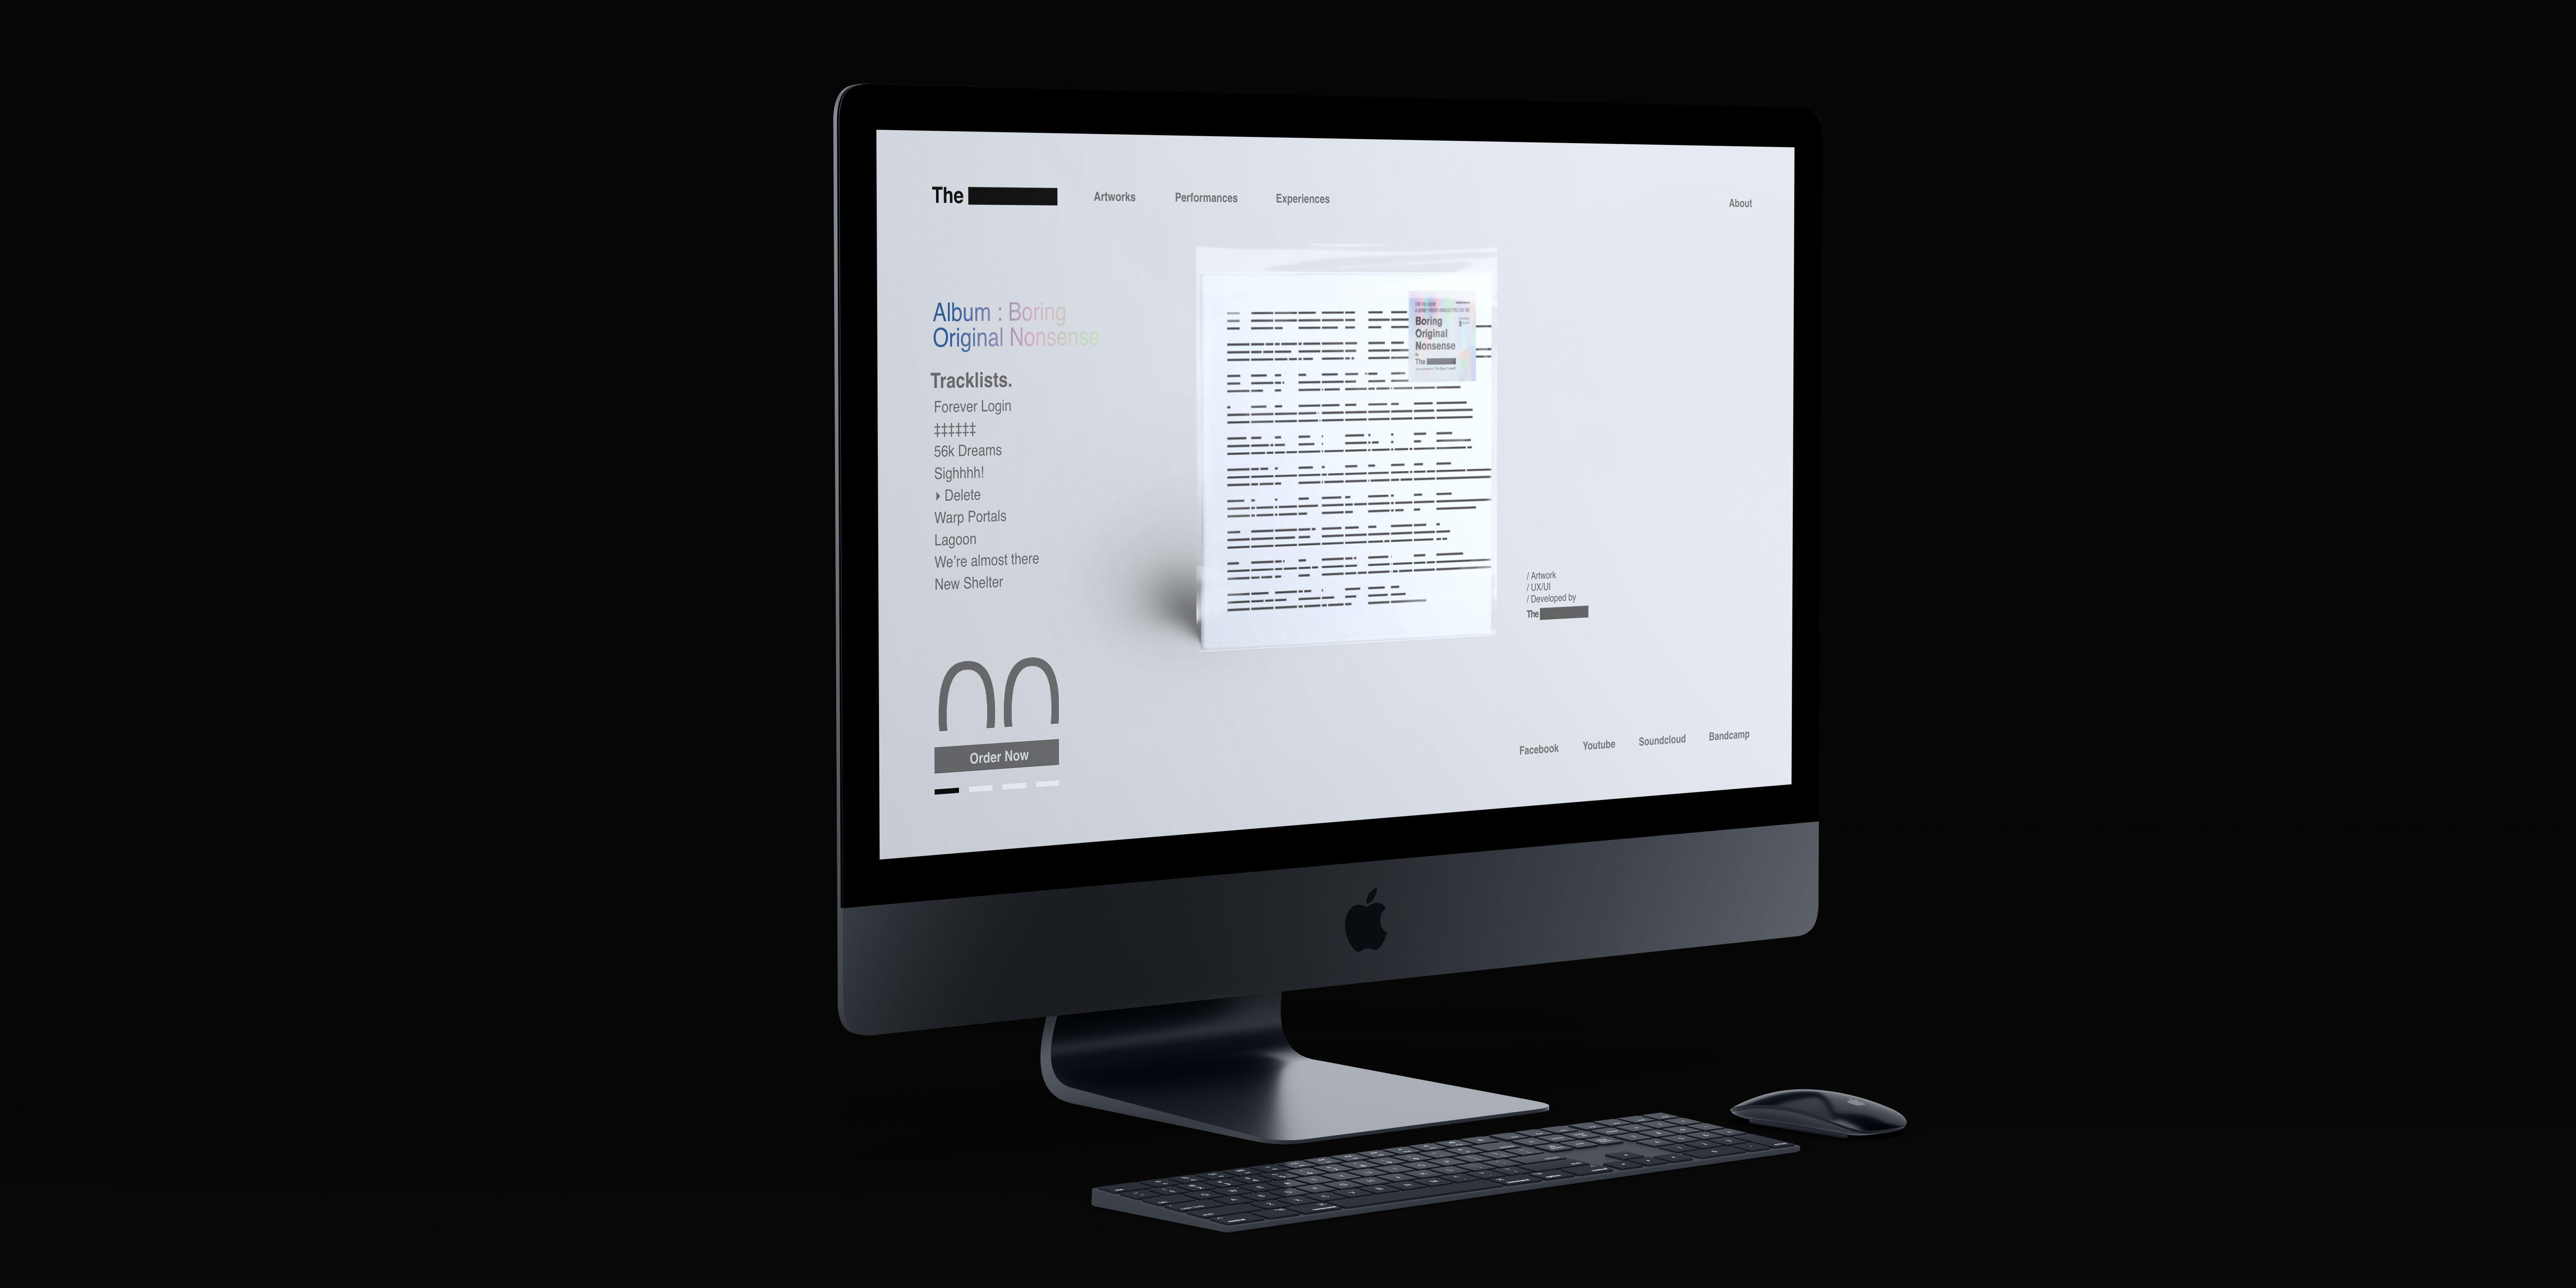 The
Artworks
Performances
Experiences
About
Album : Boring
Original Nonsense
Tracklists.
Forever Login
‡‡‡‡‡‡
56k Dreams
Sighhhh!
Delete
Warp Portals
Lagoon
We're almost there
New Shelter
Order Now
Boring
Original
Nonsense
The
/ Artwork
/ UX/UI
/ Developed by
The
Facebook
Youtube
Soundcloud
Bandcamp